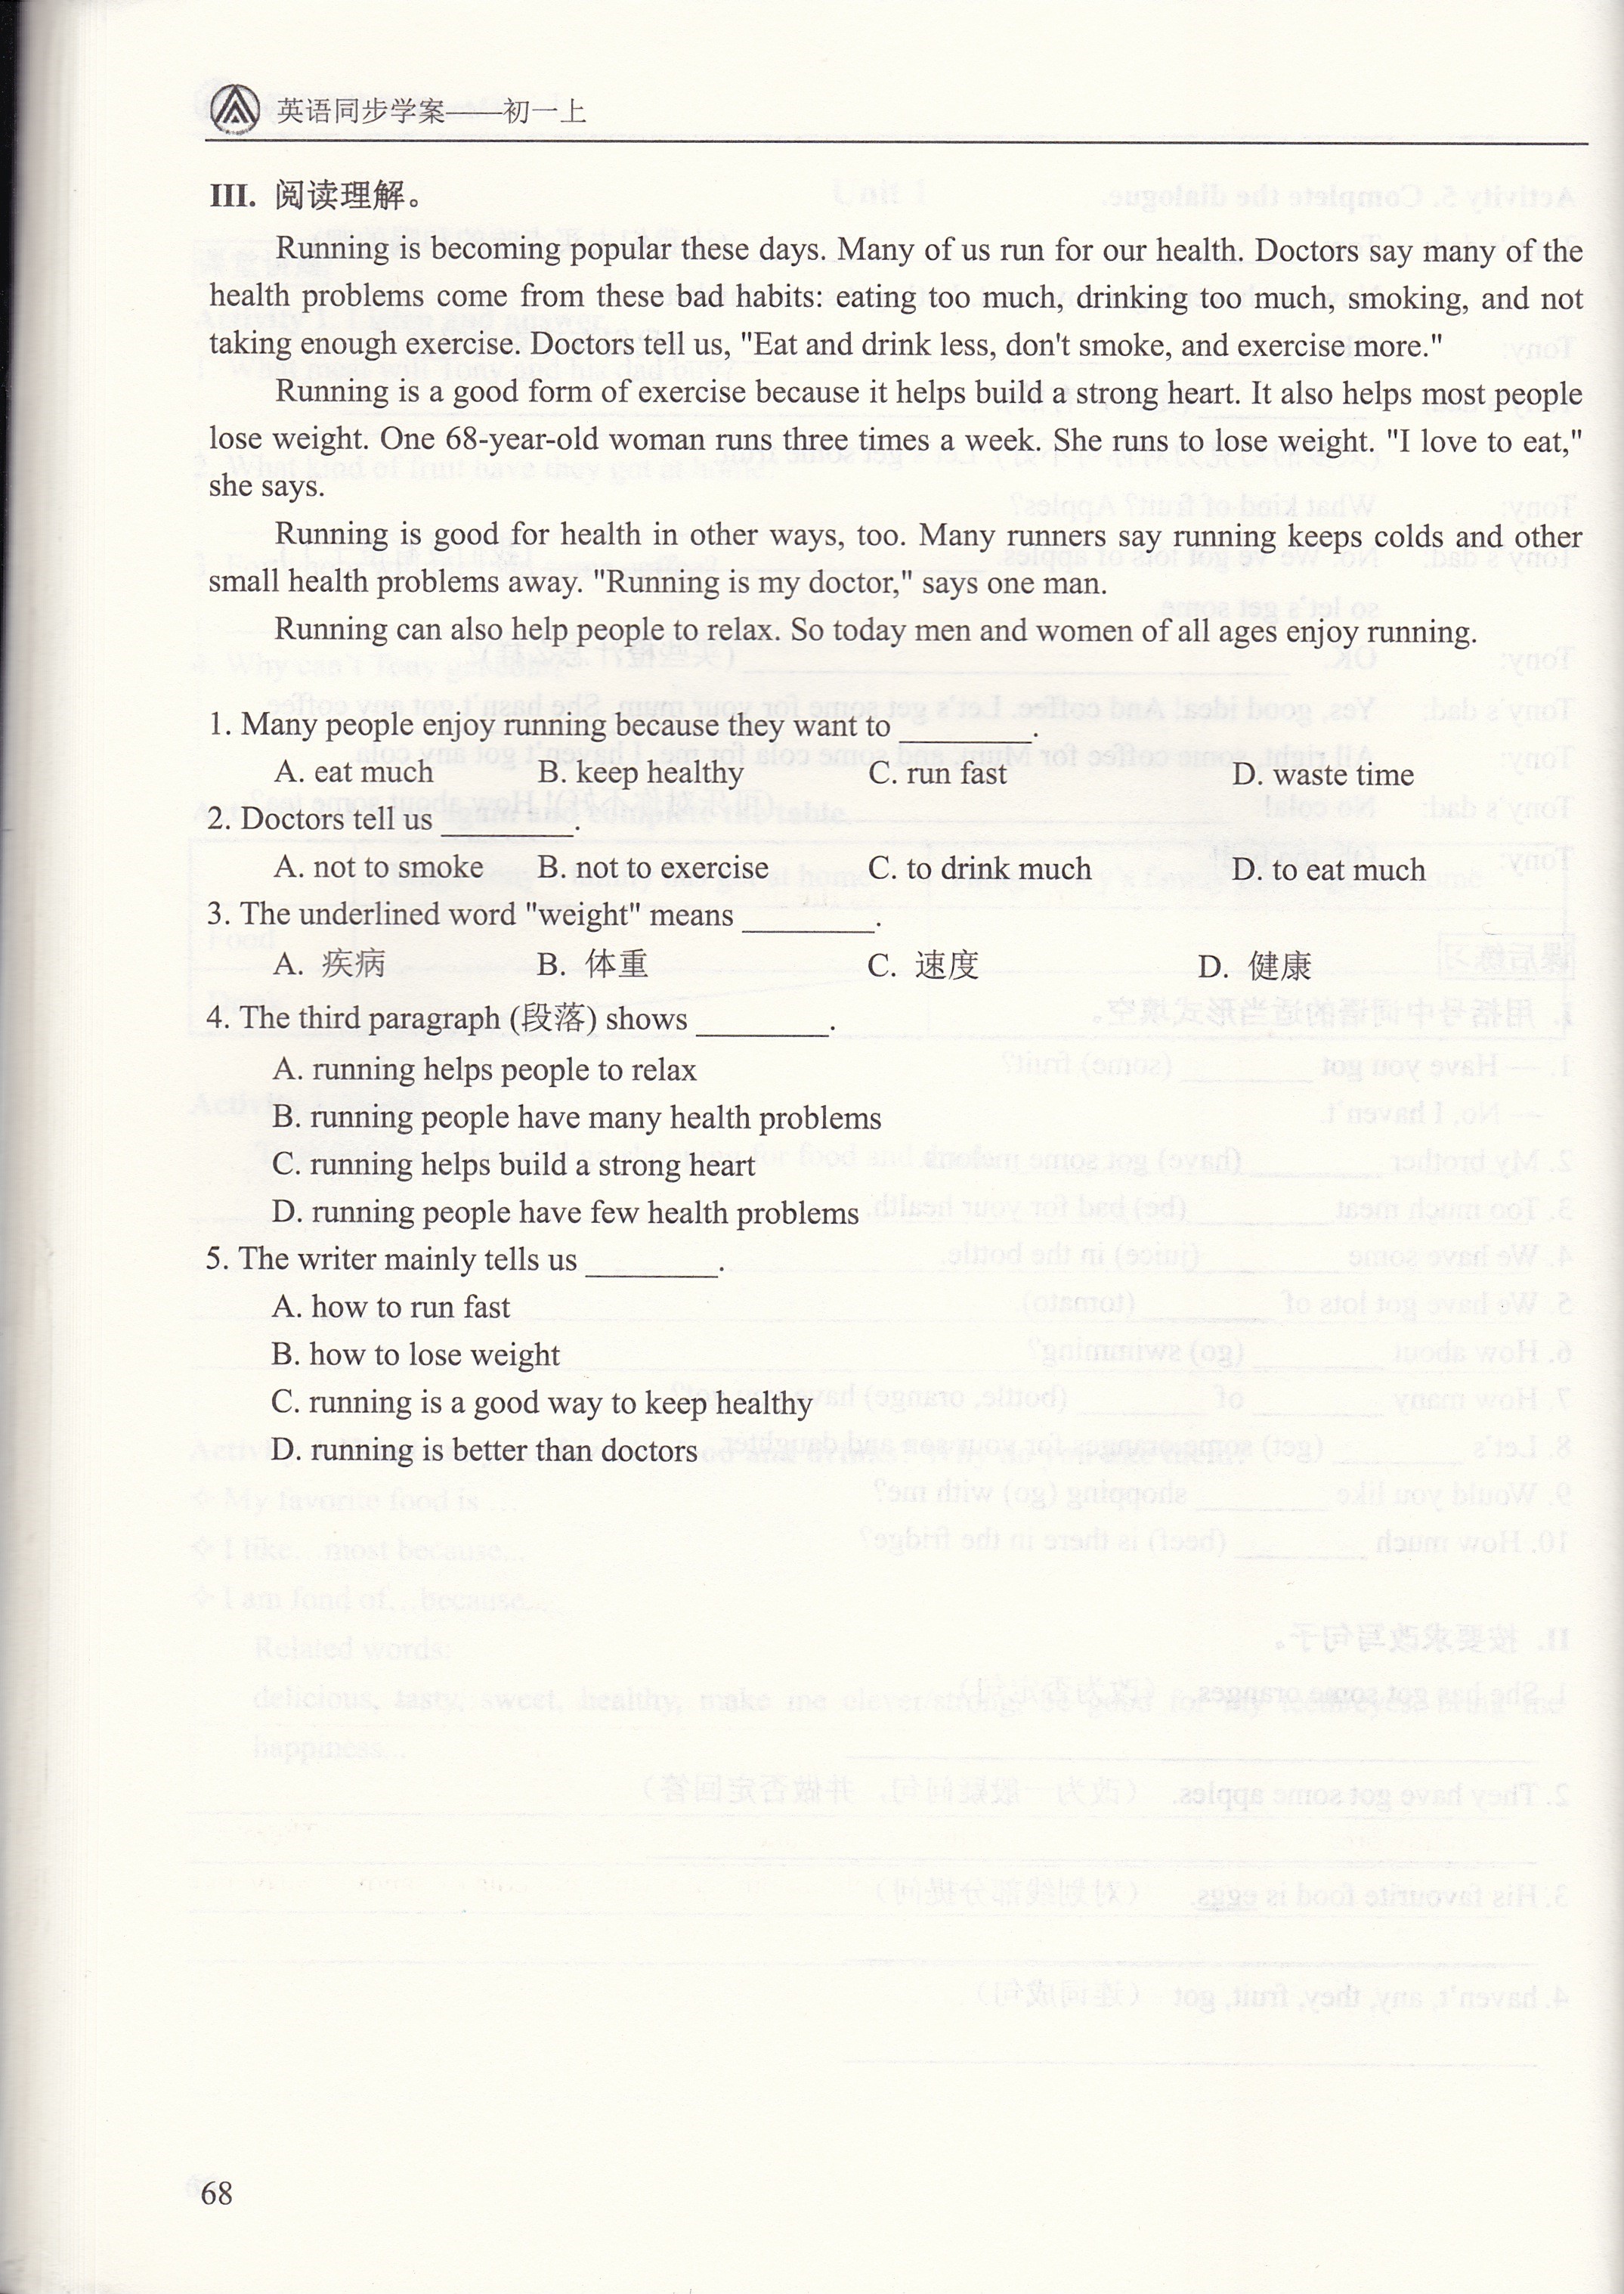 英语同步学案——初一上
III. 阅读理解。
Running is becoming popular these days. Many of us run for our health. Doctors say many of the
health problems come from these bad habits: eating too much, drinking too much, smoking, and not
taking enough exercise. Doctors tell us, "Eat and drink less, don't smoke, and exercise more."
Running is a good form of exercise because it helps build a strong heart. It also helps most people
lose weight. One 68-year-old woman runs three times a week. She runs to lose weight. "I love to eat,"
she says.
Running is good for health in other ways, too. Many runners say running keeps colds and other
small health problems away. "Running is my doctor," says one man.
Running can also help people to relax. So today men and women of all ages enjoy running.
1. Many people enjoy running because they want to ________.
A. eat much B. keep healthy C. run fast D. waste time
2. Doctors tell us ________.
A. not to smoke B. not to exercise C. to drink much D. to eat much
3. The underlined word "weight" means ________.
A. 疾病 B. 体重 C. 速度 D. 健康
4. The third paragraph (段落) shows ________.
A. running helps people to relax
B. running people have many health problems
C. running helps build a strong heart
D. running people have few health problems
5. The writer mainly tells us ________.
A. how to run fast
B. how to lose weight
C. running is a good way to keep healthy
D. running is better than doctors
68